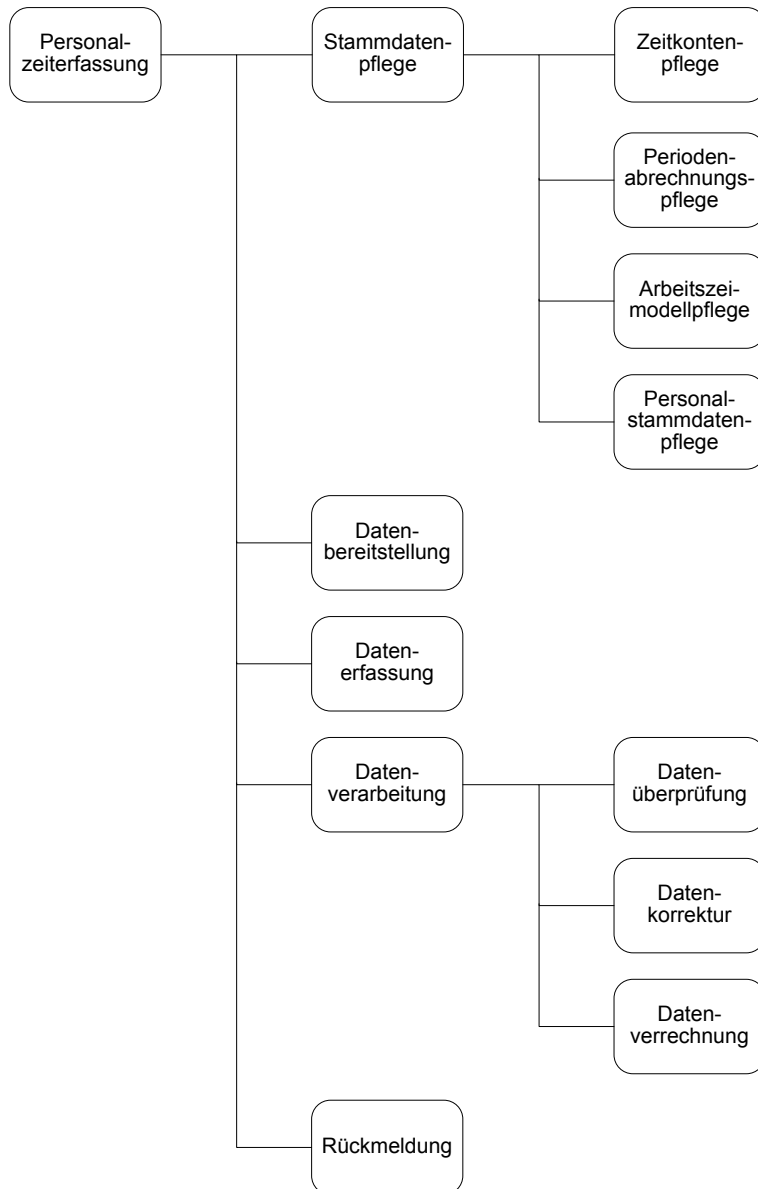 Personal-
zeiterfassung
Stammdaten-
pflege
Zeitkonten-
pflege
Perioden-
abrechnungs-
pflege
Arbeitszei-
modellpflege
Personal-
stammdaten-
pflege
Daten-
bereitstellung
Daten-
erfassung
Daten-
verarbeitung
Daten-
überprüfung
Daten-
korrektur
Daten-
verrechnung
Rückmeldung